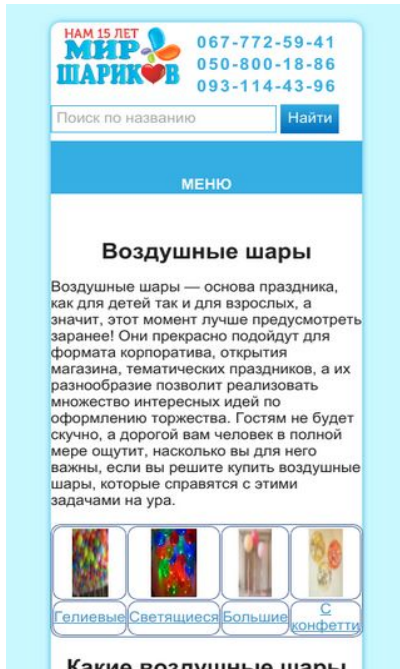 НАМ 15 ЛЕТ
МИР
ШАРИКОВ
067-772-59-41
050-800-18-86
093-114-43-96
Поиск по названию
Найти
МЕНЮ
Воздушные шары
Воздушные шары — основа праздника,
как для детей так и для взрослых, а
значит, этот момент лучше предусмотреть
заранее! Они прекрасно подойдут для
формата корпоратива, открытия
магазина, тематических праздников, а их
разнообразие позволит реализовать
множество интересных идей по
оформлению торжества. Гостям не будет
скучно, а дорогой вам человек в полной
мере ощутит, насколько вы для него
важны, если вы решите купить воздушные
шары, которые справятся с этими
задачами на ура.
Гелиевые Светящиеся Большие С
конфетти
Какие воздушные шары